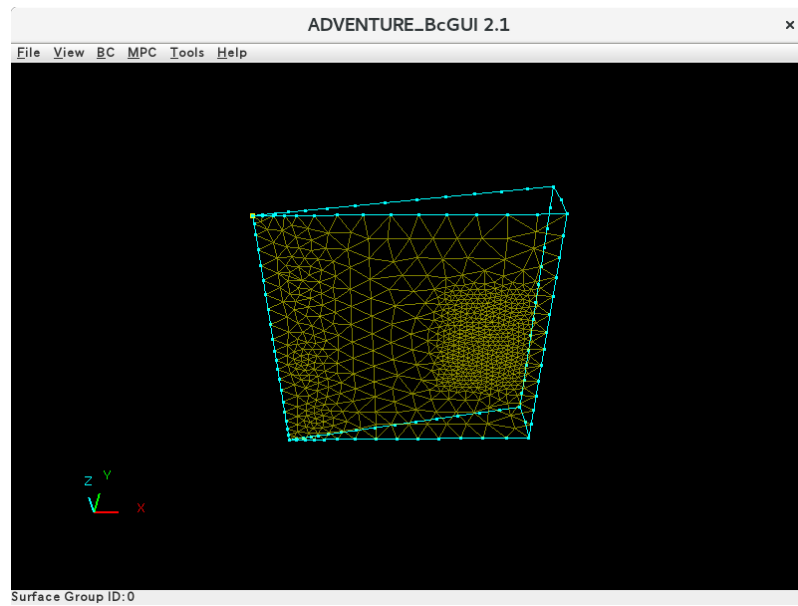 ADVENTURE_BcGUI 2.1 ×
File View BC MPC Tools Help
Z Y
X
Surface Group ID:0